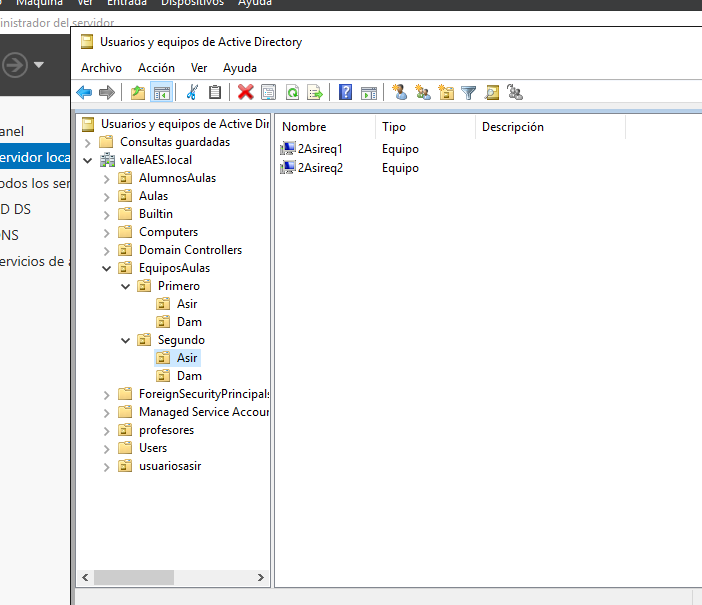 Máquina Ver Entrada Dispositivos Ayuda
inistrador del servidor
Usuarios y equipos de Active Directory
Archivo Acción Ver Ayuda
anel
ervidor loca
odos los ser
D DS
NS
ervicios de a
Usuarios y equipos de Active Dir
Consultas guardadas
valleAES.local
AlumnosAulas
Aulas
Builtin
Computers
Domain Controllers
EquiposAulas
Primero
Asir
Dam
Segundo
Asir
Dam
ForeignSecurityPrincipals
Managed Service Accour
profesores
Users
usuariosasir
Nombre Tipo Descripción
2Asireq1 Equipo
2Asireq2 Equipo